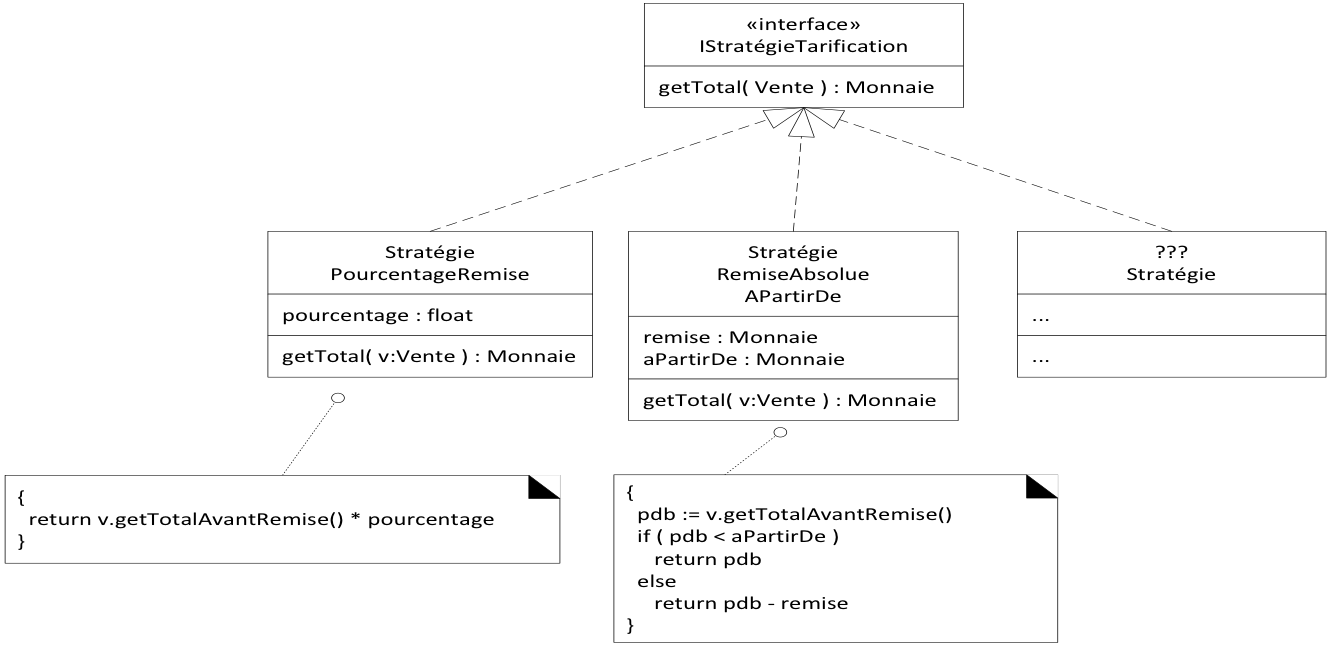 «interface»
IStratégieTarification
getTotal( Vente ) : Monnaie
Stratégie
PourcentageRemise
pourcentage : float
getTotal( v:Vente ) : Monnaie
Stratégie
RemiseAbsolue
APartirDe
remise : Monnaie
aPartirDe : Monnaie
getTotal( v:Vente ) : Monnaie
???
Stratégie
...
...
{
return v.getTotalAvantRemise() * pourcentage
}
{
pdb := v.getTotalAvantRemise()
if ( pdb < aPartirDe )
return pdb
else
return pdb - remise
}